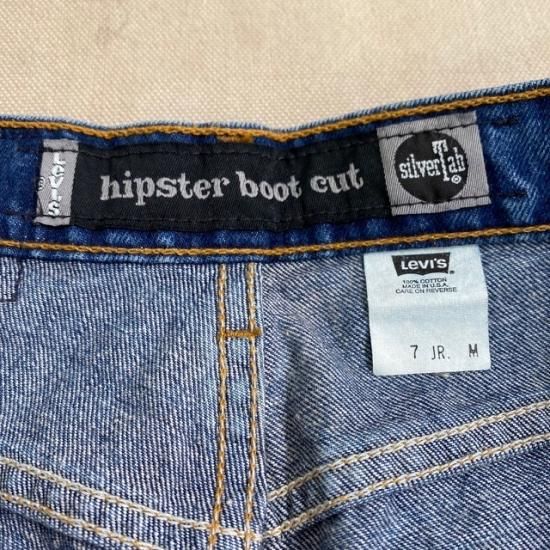 LEVI'S
®
hipster boot cut
silverTab
®
LEVI'S
100% COTTON
MADE IN U.S.A.
CARE ON REVERSE
7 JR. M